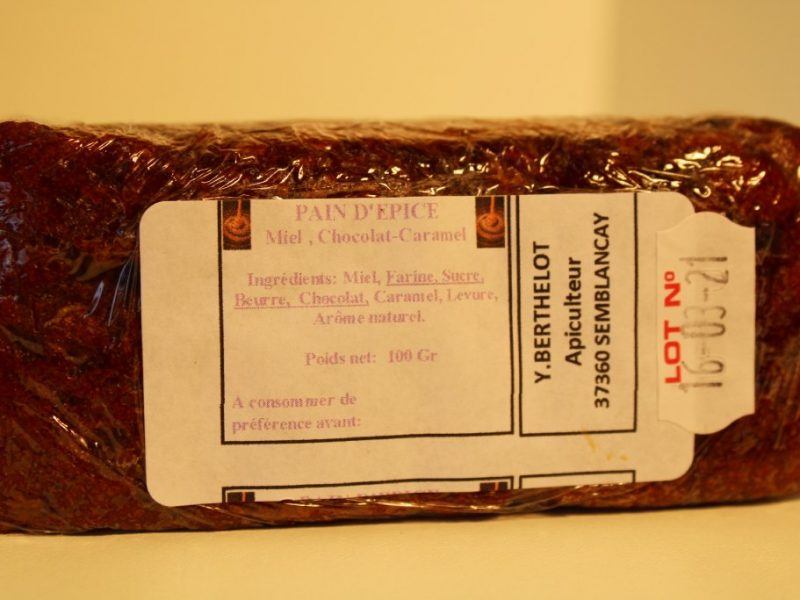 PAIN D'EPICE
Miel , Chocolat-Caramel
Ingrédients: Miel, Farine, Sucre,
Beurre, Chocolat, Caramel, Levure,
Arôme naturel.
Poids net: 100 Gr
A consommer de
préférence avant:
Y.BERTHELOT
Apiculteur
37360 SEMBLANCAY
LOT Nº
16-03-21